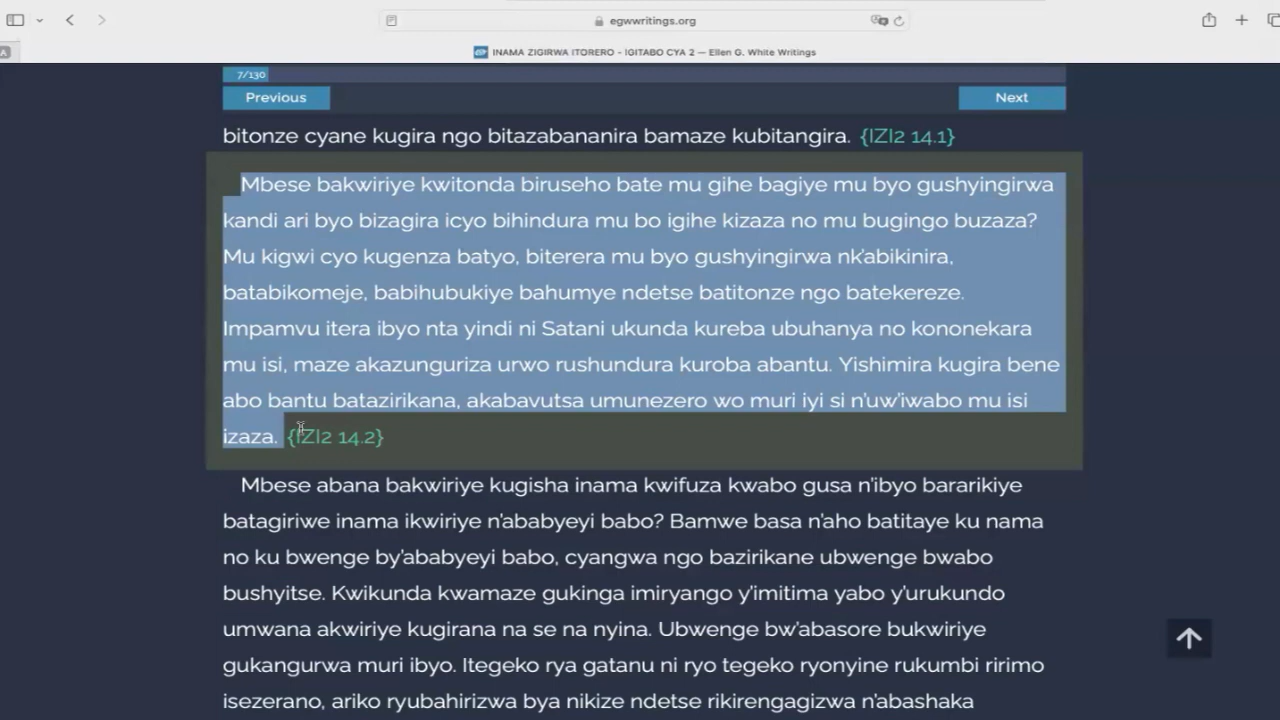 egwwritings.org
A
INAMA ZIGIRWA ITORERO - IGITABO CYA 2 — Ellen G. White Writings
7/130
Previous
Next
bitonze cyane kugira ngo bitazabananira bamaze kubitangira. {IZI2 14.1}
Mbese bakwiriye kwitonda biruseho bate mu gihe bagiye mu byo gushyingirwa
kandi ari byo bizagira icyo bihindura mu bo igihe kizaza no mu bugingo buzaza?
Mu kigwi cyo kugenza batyo, biterera mu byo gushyingirwa nk'abikinira,
batabikomeje, babihubukiye bahumye ndetse batitonze ngo batekereze.
Impamvu itera ibyo nta yindi ni Satani ukunda kureba ubuhanya no kononekara
mu isi, maze akazunguriza urwo rushundura kuroba abantu. Yishimira kugira bene
abo bantu batazirikana, akabavutsa umunezero wo muri iyi si n'uw'iwabo mu isi
izaza. {IZI2 14.2}
Mbese abana bakwiriye kugisha inama kwifuza kwabo gusa n'ibyo bararikiye
batagiriwe inama ikwiriye n'ababyeyi babo? Bamwe basa n'aho batitaye ku nama
no ku bwenge by'ababyeyi babo, cyangwa ngo bazirikane ubwenge bwabo
bushyitse. Kwikunda kwamaze gukinga imiryango y'imitima yabo y'urukundo
umwana akwiriye kugirana na se na nyina. Ubwenge bw'abasore bukwiriye
gukangurwa muri ibyo. Itegeko rya gatanu ni ryo tegeko ryonyine rukumbi ririmo
isezerano, ariko ryubahirizwa bya nikize ndetse rikirengagizwa n'abashaka